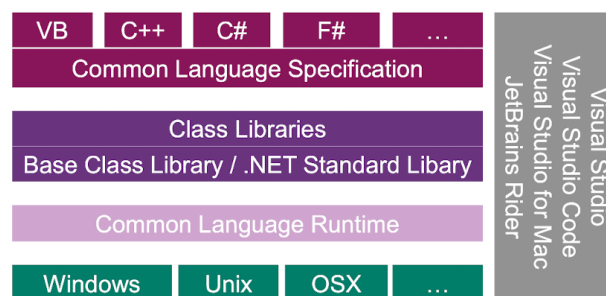 VB C++ C# F# ...
Common Language Specification
Class Libraries
Base Class Library / .NET Standard Libary
Common Language Runtime
Windows Unix OSX ...
Visual Studio
Visual Studio Code
Visual Studio for Mac
JetBrains Rider